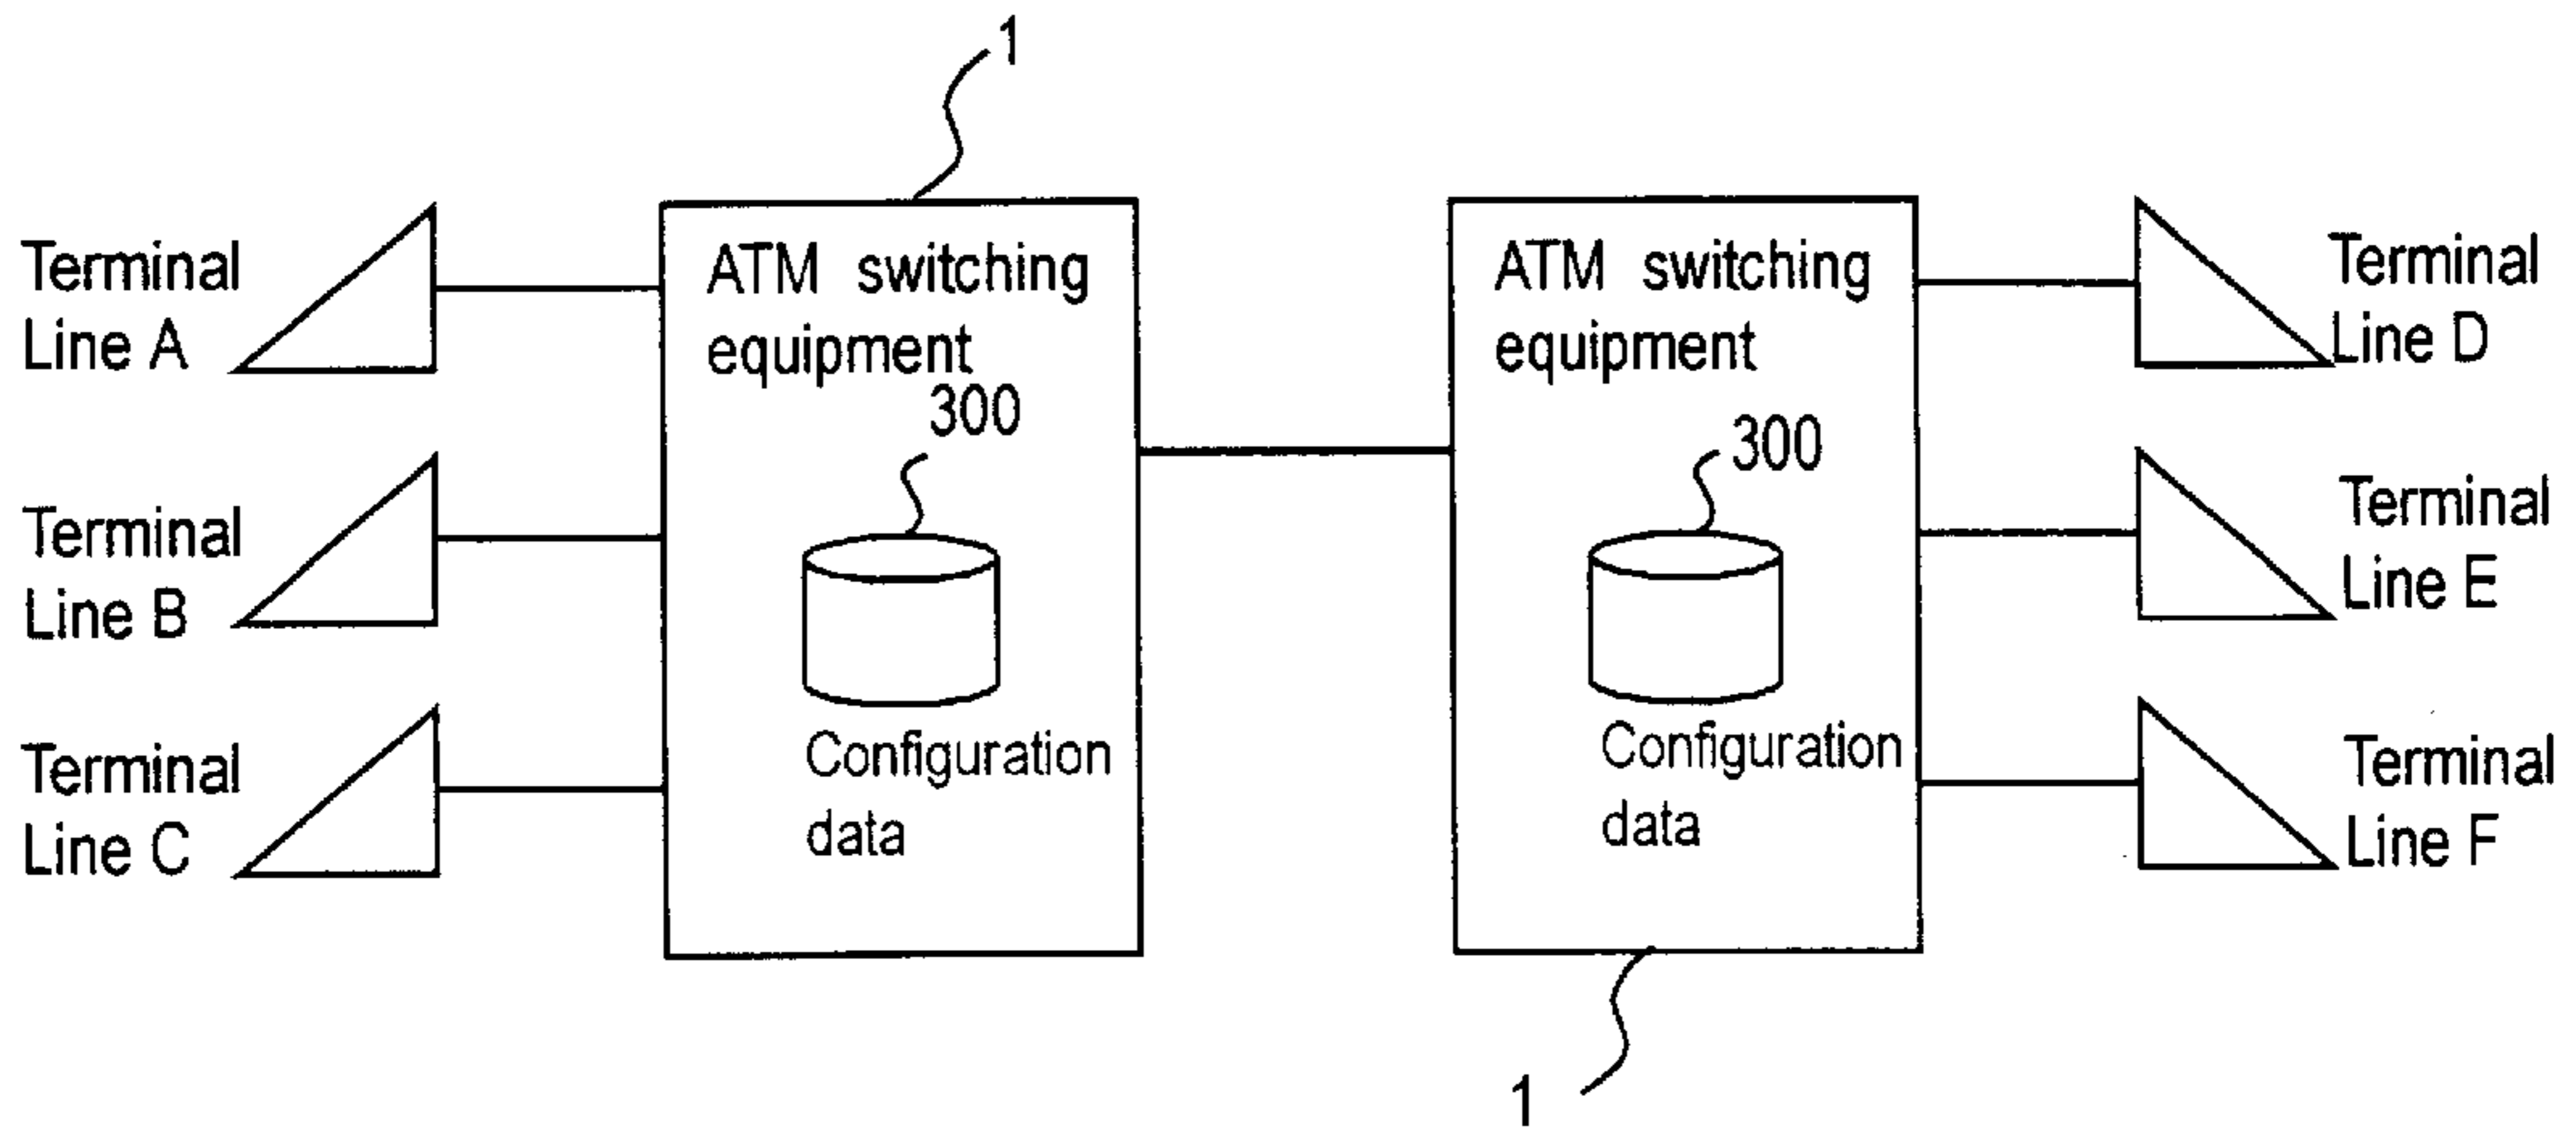 1
Terminal
Line A
ATM switching
equipment
300
Configuration
data
Terminal
Line B
Terminal
Line C
ATM switching
equipment
300
Configuration
data
1
Terminal
Line D
Terminal
Line E
Terminal
Line F